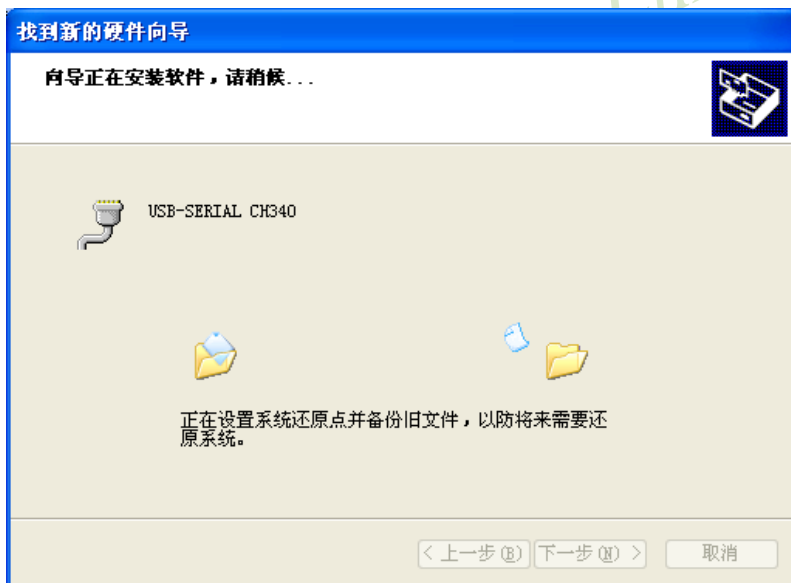 找到新的硬件向导
向导正在安装软件，请稍候...
USB-SERIAL CH340
正在设置系统还原点并备份旧文件，以防将来需要还
原系统。
< 上一步(B) 下一步(N) > 取消